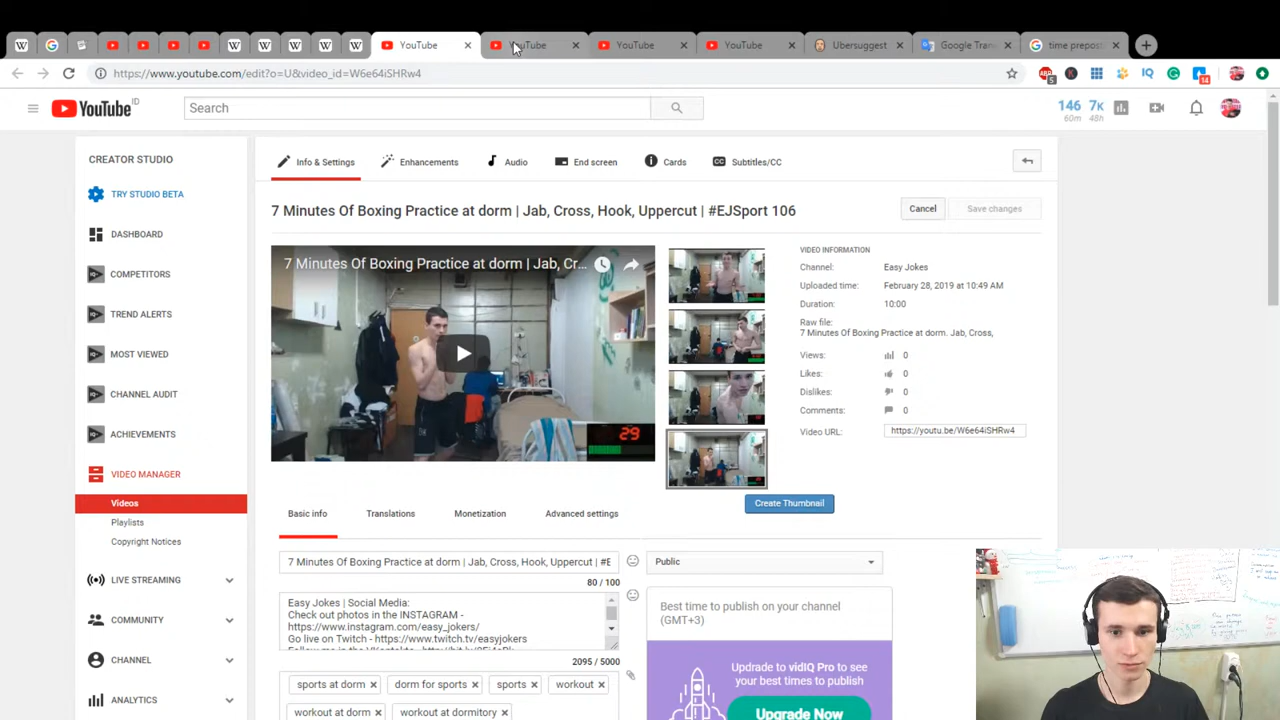 YouTube
YouTube
YouTube
YouTube
Ubersuggest
Google Tran
time prepost
https://www.youtube.com/edit?o=U&video_id=W6e64iSHRw4
5
14
YouTube ID
Search
146 7K
60m 48h
CREATOR STUDIO
TRY STUDIO BETA
DASHBOARD
COMPETITORS
TREND ALERTS
MOST VIEWED
CHANNEL AUDIT
ACHIEVEMENTS
VIDEO MANAGER
Videos
Playlists
Copyright Notices
LIVE STREAMING
COMMUNITY
CHANNEL
ANALYTICS
Info & Settings
Enhancements
Audio
End screen
Cards
CC Subtitles/CC
7 Minutes Of Boxing Practice at dorm | Jab, Cross, Hook, Uppercut | #EJSport 106
Cancel
Save changes
7 Minutes Of Boxing Practice at dorm | Jab, Cr...
29
Create Thumbnail
VIDEO INFORMATION
Channel: Easy Jokes
Uploaded time: February 28, 2019 at 10:49 AM
Duration: 10:00
Raw file:
7 Minutes Of Boxing Practice at dorm. Jab, Cross,
Views: 0
Likes: 0
Dislikes: 0
Comments: 0
Video URL: https://youtu.be/W6e64iSHRw4
Basic info
Translations
Monetization
Advanced settings
7 Minutes Of Boxing Practice at dorm | Jab, Cross, Hook, Uppercut | #E
80 / 100
Easy Jokes | Social Media:
Check out photos in the INSTAGRAM -
https://www.instagram.com/easy_jokes/
Go live on Twitch - https://www.twitch.tv/easyjokers
2095 / 5000
sports at dorm
dorm for sports
sports
workout
workout at dorm
workout at dormitory
Public
Best time to publish on your channel
(GMT+3)
Upgrade to vidIQ Pro to see
your best times to publish
Upgrade Now